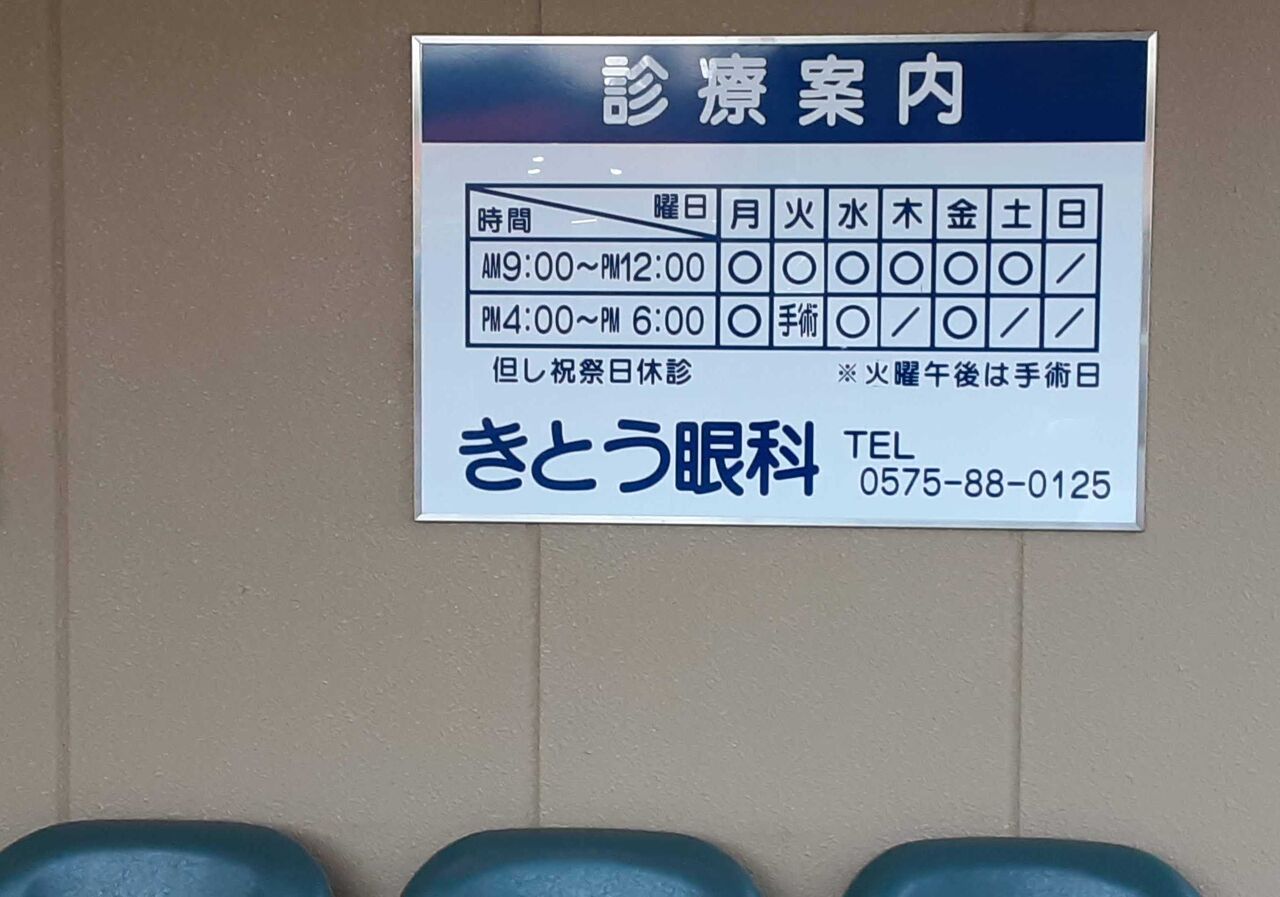 診療案内
時間 曜日 月 火 水 木 金 土 日
AM9:00〜PM12:00 ○ ○ ○ ○ ○ ○ ／
PM4:00〜PM 6:00 ○ 手術 ○ ／ ○ ／ ／
但し祝祭日休診 ※火曜午後は手術日
きとう眼科 TEL
0575-88-0125